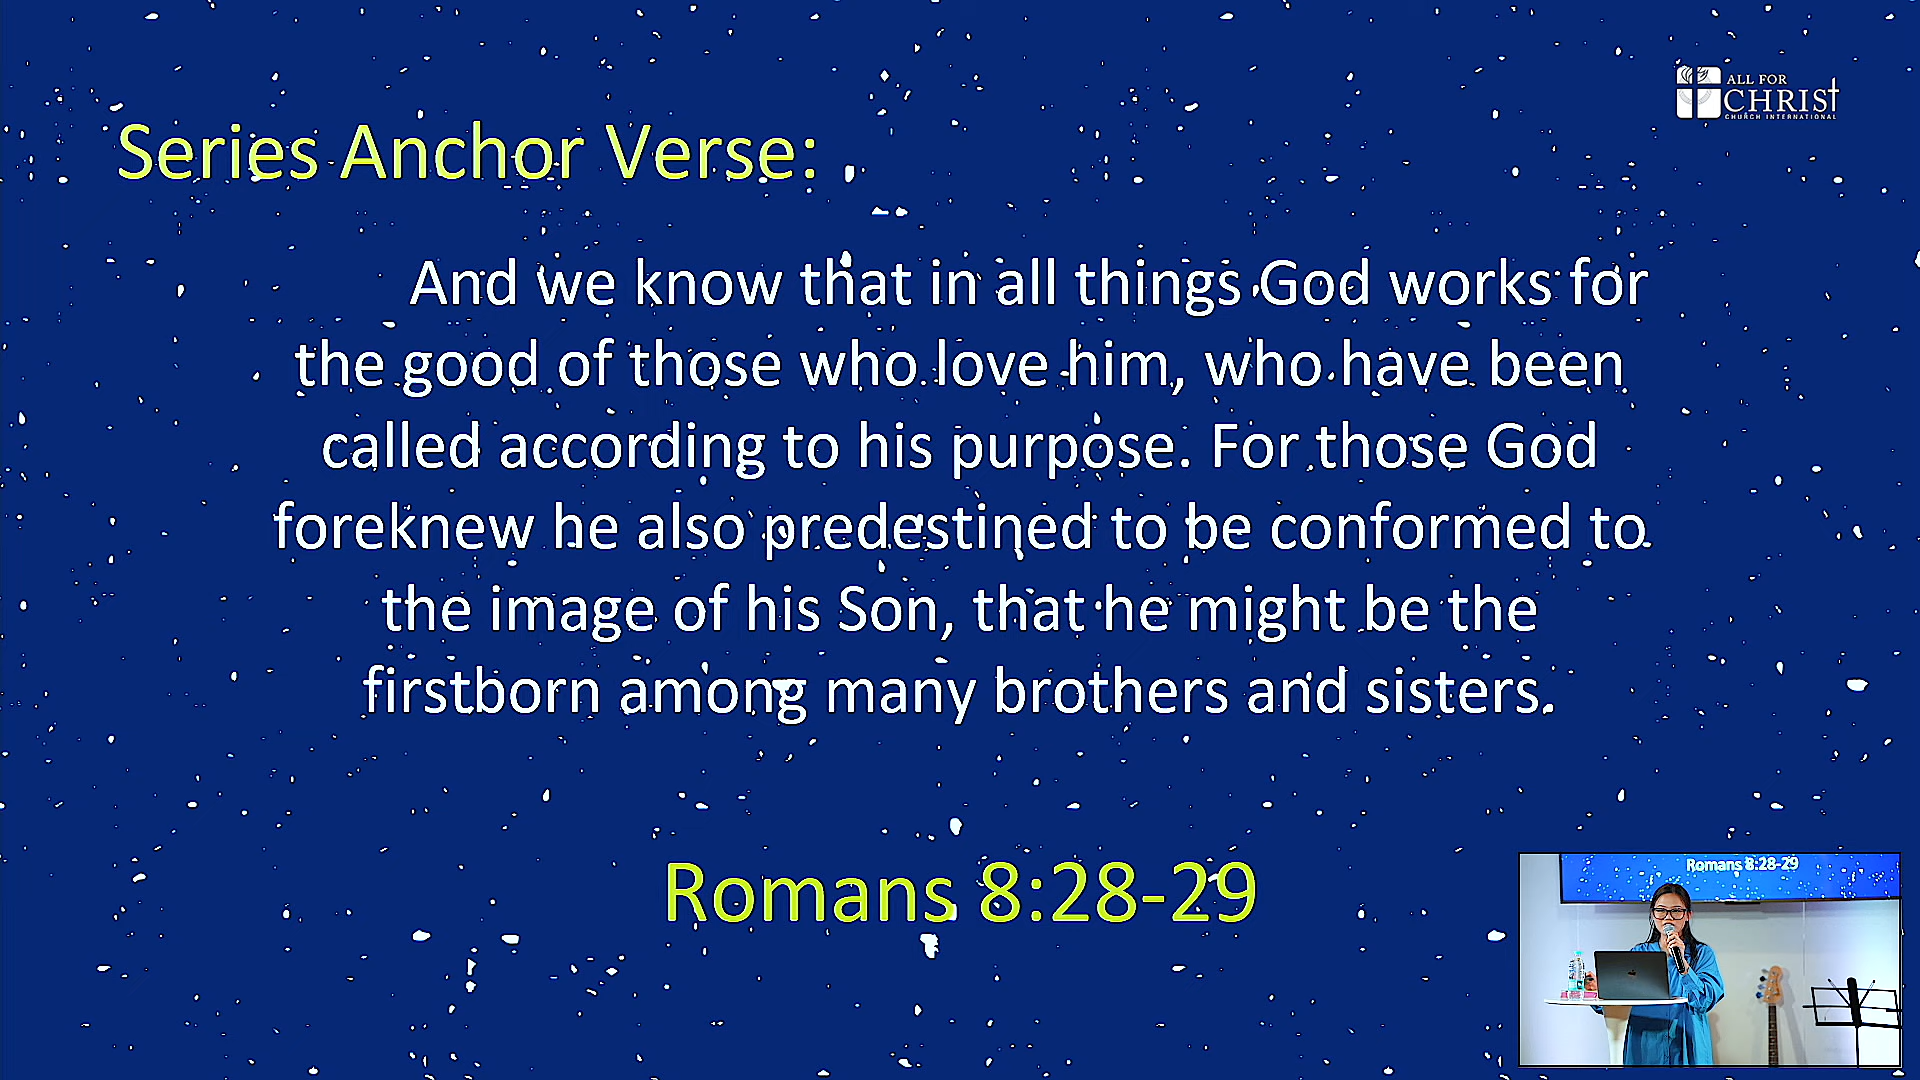 ALL FOR
CHRIST
CHURCH INTERNATIONAL
Series Anchor Verse:
And we know that in all things God works for
the good of those who love him, who have been
called according to his purpose. For those God
foreknew he also predestined to be conformed to
the image of his Son, that he might be the
firstborn among many brothers and sisters.
Romans 8:28-29
Romans 8:28-29